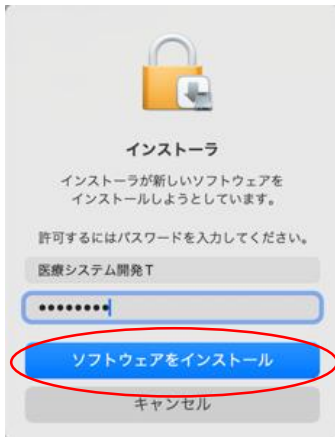 インストーラ
インストーラが新しいソフトウェアを
インストールしようとしています。
許可するにはパスワードを入力してください。
医療システム開発T
••••••••
ソフトウェアをインストール
キャンセル